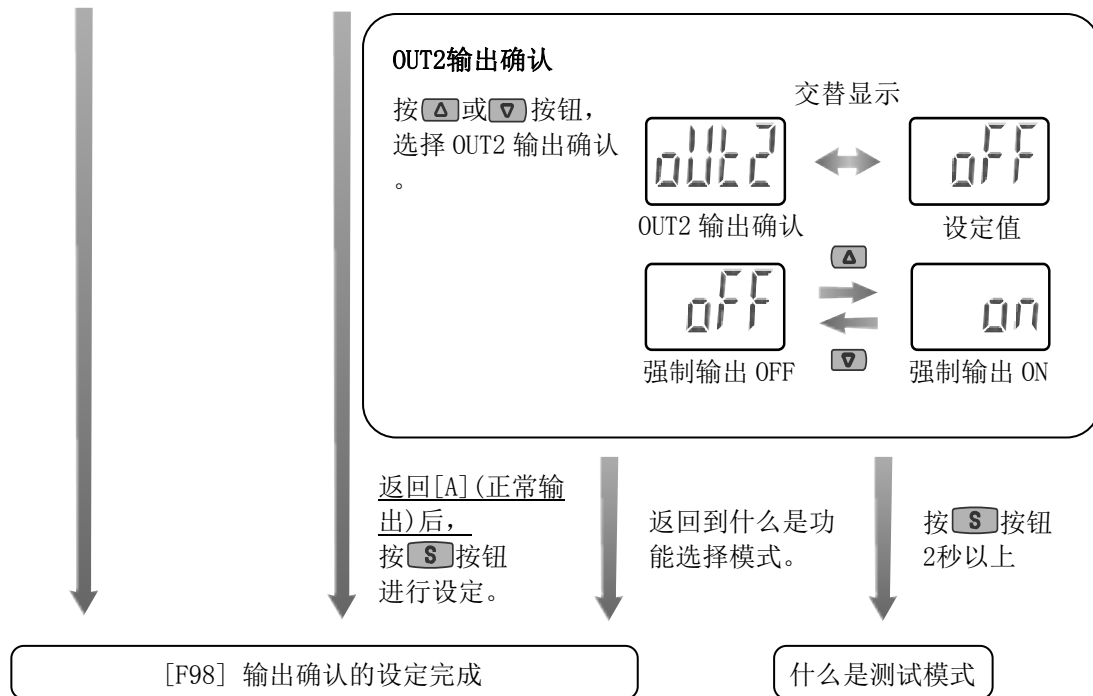 OUT2输出确认
按 或 按钮,
选择 OUT2 输出确认
。
交替显示
oUt2
oFF
OUT2 输出确认
设定值
oFF
on
强制输出 OFF
强制输出 ON
返回[A](正常输
出)后,
按 S 按钮
进行设定。
返回到什么是功
能选择模式。
按 S 按钮
2秒以上
[F98] 输出确认的设定完成
什么是测试模式